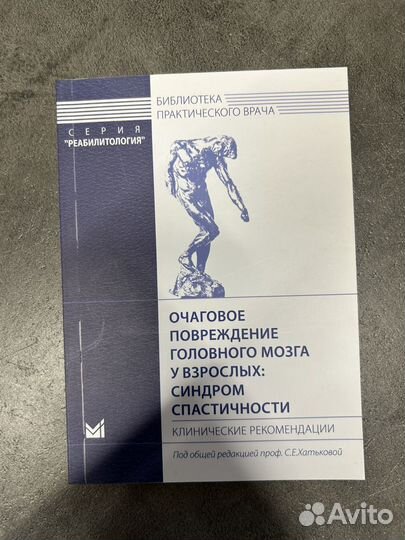 БИБЛИОТЕКА
ПРАКТИЧЕСКОГО ВРАЧА
СЕРИЯ
"РЕАБИЛИТОЛОГИЯ"
ОЧАГОВОЕ
ПОВРЕЖДЕНИЕ
ГОЛОВНОГО МОЗГА
У ВЗРОСЛЫХ:
СИНДРОМ
СПАСТИЧНОСТИ
КЛИНИЧЕСКИЕ РЕКОМЕНДАЦИИ
Под общей редакцией проф. С.Е.Хатьковой
Avito